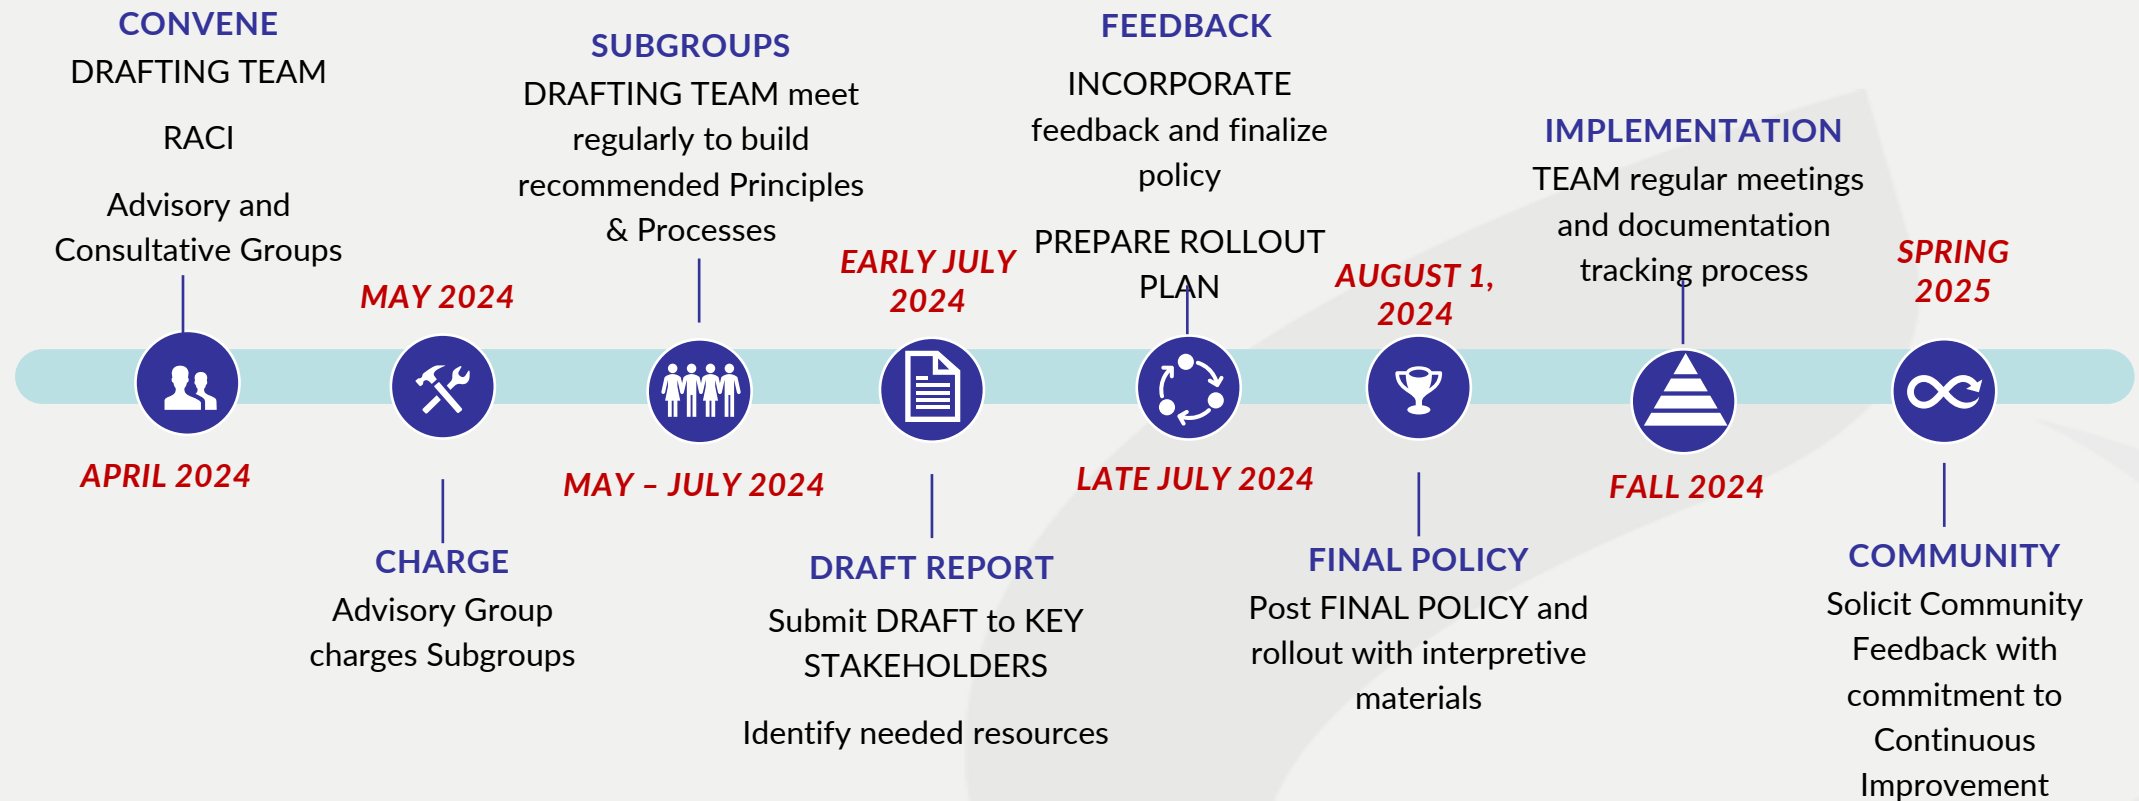 CONVENE
DRAFTING TEAM
RACI
Advisory and
Consultative Groups
APRIL 2024
MAY 2024
CHARGE
Advisory Group
charges Subgroups
SUBGROUPS
DRAFTING TEAM meet
regularly to build
recommended Principles
& Processes
MAY – JULY 2024
EARLY JULY
2024
DRAFT REPORT
Submit DRAFT to KEY
STAKEHOLDERS
Identify needed resources
FEEDBACK
INCORPORATE
feedback and finalize
policy
PREPARE ROLLOUT
PLAN
LATE JULY 2024
AUGUST 1,
2024
FINAL POLICY
Post FINAL POLICY and
rollout with interpretive
materials
IMPLEMENTATION
TEAM regular meetings
and documentation
tracking process
FALL 2024
SPRING
2025
COMMUNITY
Solicit Community
Feedback with
commitment to
Continuous
Improvement